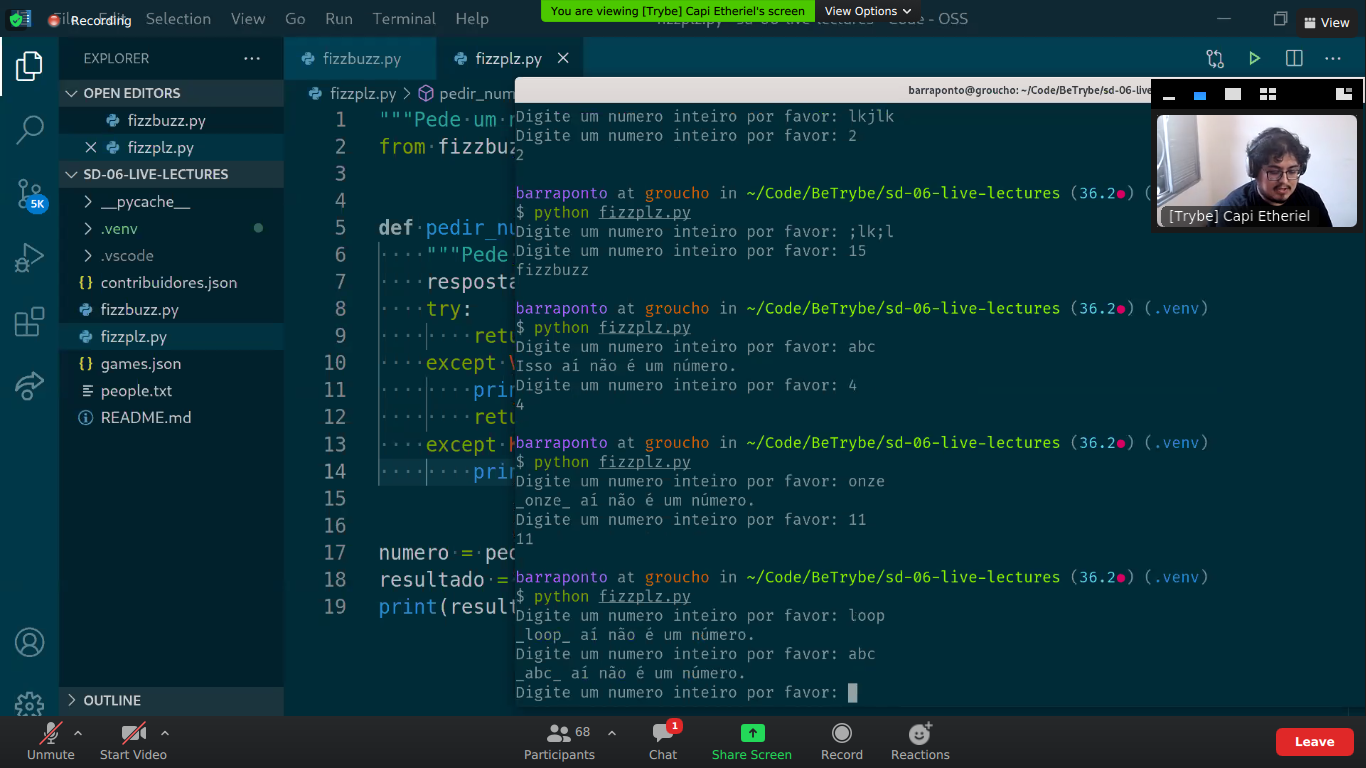 Recording
File Edit Selection View Go Run Terminal Help
You are viewing [Trybe] Capi Etheriel's screen
View Options
Code - OSS
View
EXPLORER
fizzbuzz.py
fizzplz.py
OPEN EDITORS
fizzbuzz.py
fizzplz.py
SD-06-LIVE-LECTURES
__pycache__
.venv
.vscode
contribuidores.json
fizzbuzz.py
fizzplz.py
games.json
people.txt
README.md
OUTLINE
5K
fizzplz.py > pedir_num
1 """Pede um n
2 from fizzbuz
3
4
5 def pedir_nu
6 """Pede
7 resposta
8 try:
9 retu
10 except V
11 prin
12 retu
13 except K
14 prin
15
16
17 numero = ped
18 resultado =
19 print(result
barraponto@groucho: ~/Code/BeTrybe/sd-06-live
Digite um numero inteiro por favor: lkjlk
Digite um numero inteiro por favor: 2
2
barraponto at groucho in ~/Code/BeTrybe/sd-06-live-lectures (36.2●) (
$ python fizzplz.py
Digite um numero inteiro por favor: ;lk;l
Digite um numero inteiro por favor: 15
fizzbuzz
barraponto at groucho in ~/Code/BeTrybe/sd-06-live-lectures (36.2●) (.venv)
$ python fizzplz.py
Digite um numero inteiro por favor: abc
Isso aí não é um número.
Digite um numero inteiro por favor: 4
4
barraponto at groucho in ~/Code/BeTrybe/sd-06-live-lectures (36.2●) (.venv)
$ python fizzplz.py
Digite um numero inteiro por favor: onze
_onze_ aí não é um número.
Digite um numero inteiro por favor: 11
11
barraponto at groucho in ~/Code/BeTrybe/sd-06-live-lectures (36.2●) (.venv)
$ python fizzplz.py
Digite um numero inteiro por favor: loop
_loop_ aí não é um número.
Digite um numero inteiro por favor: abc
_abc_ aí não é um número.
Digite um numero inteiro por favor:
[Trybe] Capi Etheriel
Unmute
Start Video
Participants
68
Chat
1
Share Screen
Record
Reactions
Leave